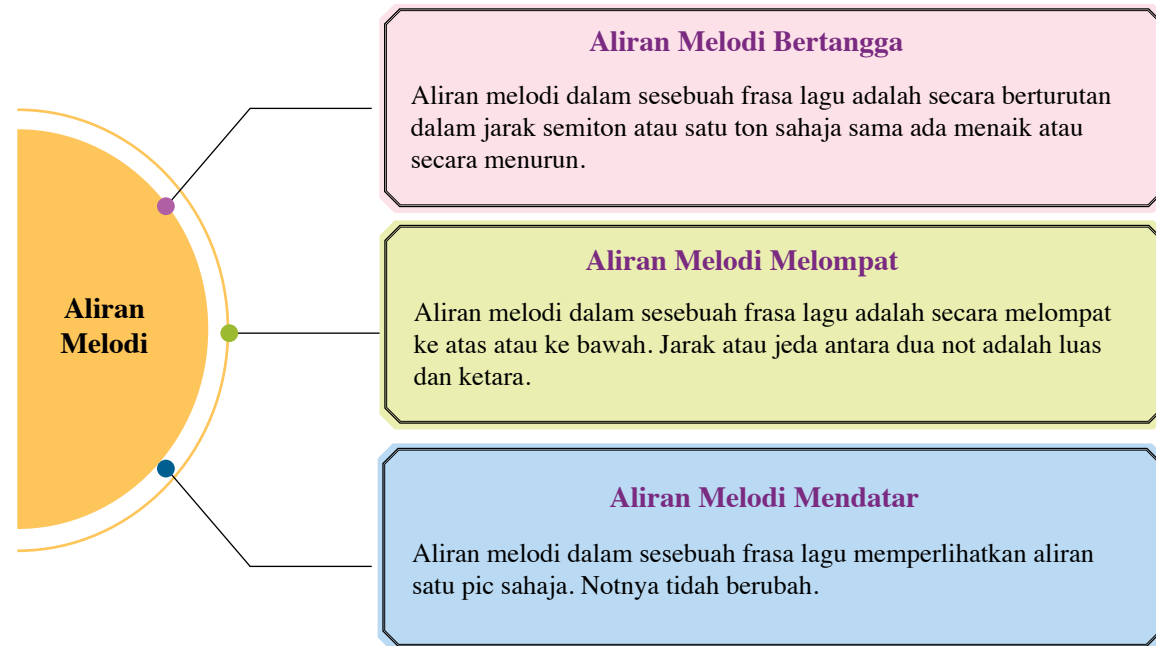 Aliran
Melodi
Aliran Melodi Bertangga
Aliran melodi dalam sesebuah frasa lagu adalah secara berturutan
dalam jarak semiton atau satu ton sahaja sama ada menaik atau
secara menurun.
Aliran Melodi Melompat
Aliran melodi dalam sesebuah frasa lagu adalah secara melompat
ke atas atau ke bawah. Jarak atau jeda antara dua not adalah luas
dan ketara.
Aliran Melodi Mendatar
Aliran melodi dalam sesebuah frasa lagu memperlihatkan aliran
satu pic sahaja. Notnya tidah berubah.